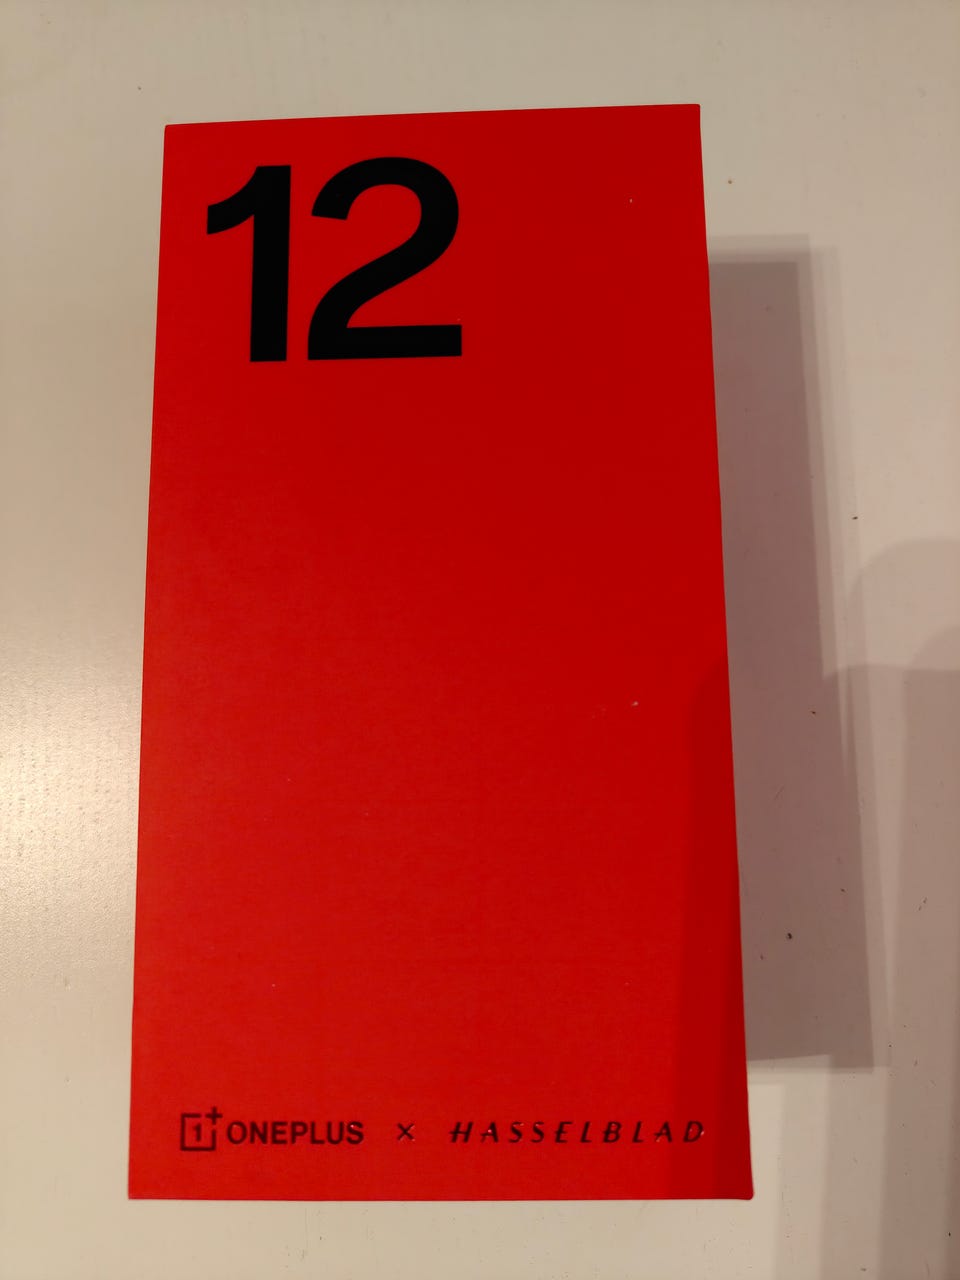 12
1+ ONEPLUS × HASSELBLAD